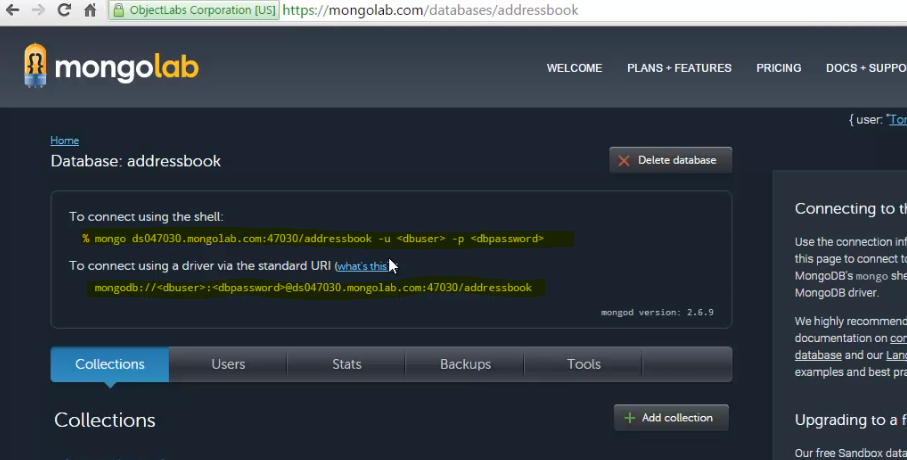 ObjectLabs Corporation [US] https://mongolab.com/databases/addressbook
mongolab
WELCOME PLANS + FEATURES PRICING DOCS + SUPPO
{ user: "Tor
Home
Database: addressbook
Delete database
To connect using the shell:
% mongo ds047030.mongolab.com:47030/addressbook -u <dbuser> -p <dbpassword>
To connect using a driver via the standard URI (what's this
mongodb://<dbuser>:<dbpassword>@ds047030.mongolab.com:47030/addressbook
mongod version: 2.6.9
Collections Users Stats Backups Tools
Collections
+ Add collection
Connecting to th
Use the connection inf
this page to connect to
MongoDB's mongo she
MongoDB driver.
We highly recommend
documentation on con
database and our Lang
examples and best pra
Upgrading to a f
Our free Sandbox data